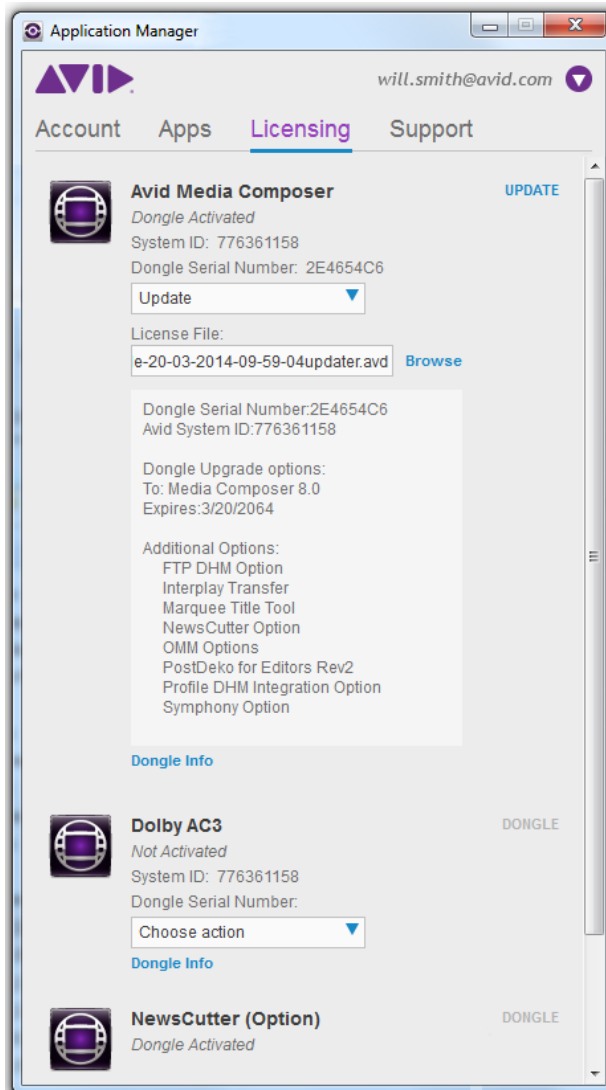 Application Manager
AVID
will.smith@avid.com
Account Apps Licensing Support
Avid Media Composer UPDATE
Dongle Activated
System ID: 776361158
Dongle Serial Number: 2E4654C6
Update
License File:
e-20-03-2014-09-59-04updater.avd Browse
Dongle Serial Number:2E4654C6
Avid System ID:776361158
Dongle Upgrade options:
To: Media Composer 8.0
Expires:3/20/2064
Additional Options:
FTP DHM Option
Interplay Transfer
Marquee Title Tool
NewsCutter Option
OMM Options
PostDeko for Editors Rev2
Profile DHM Integration Option
Symphony Option
Dongle Info
Dolby AC3 DONGLE
Not Activated
System ID: 776361158
Dongle Serial Number:
Choose action
Dongle Info
NewsCutter (Option) DONGLE
Dongle Activated